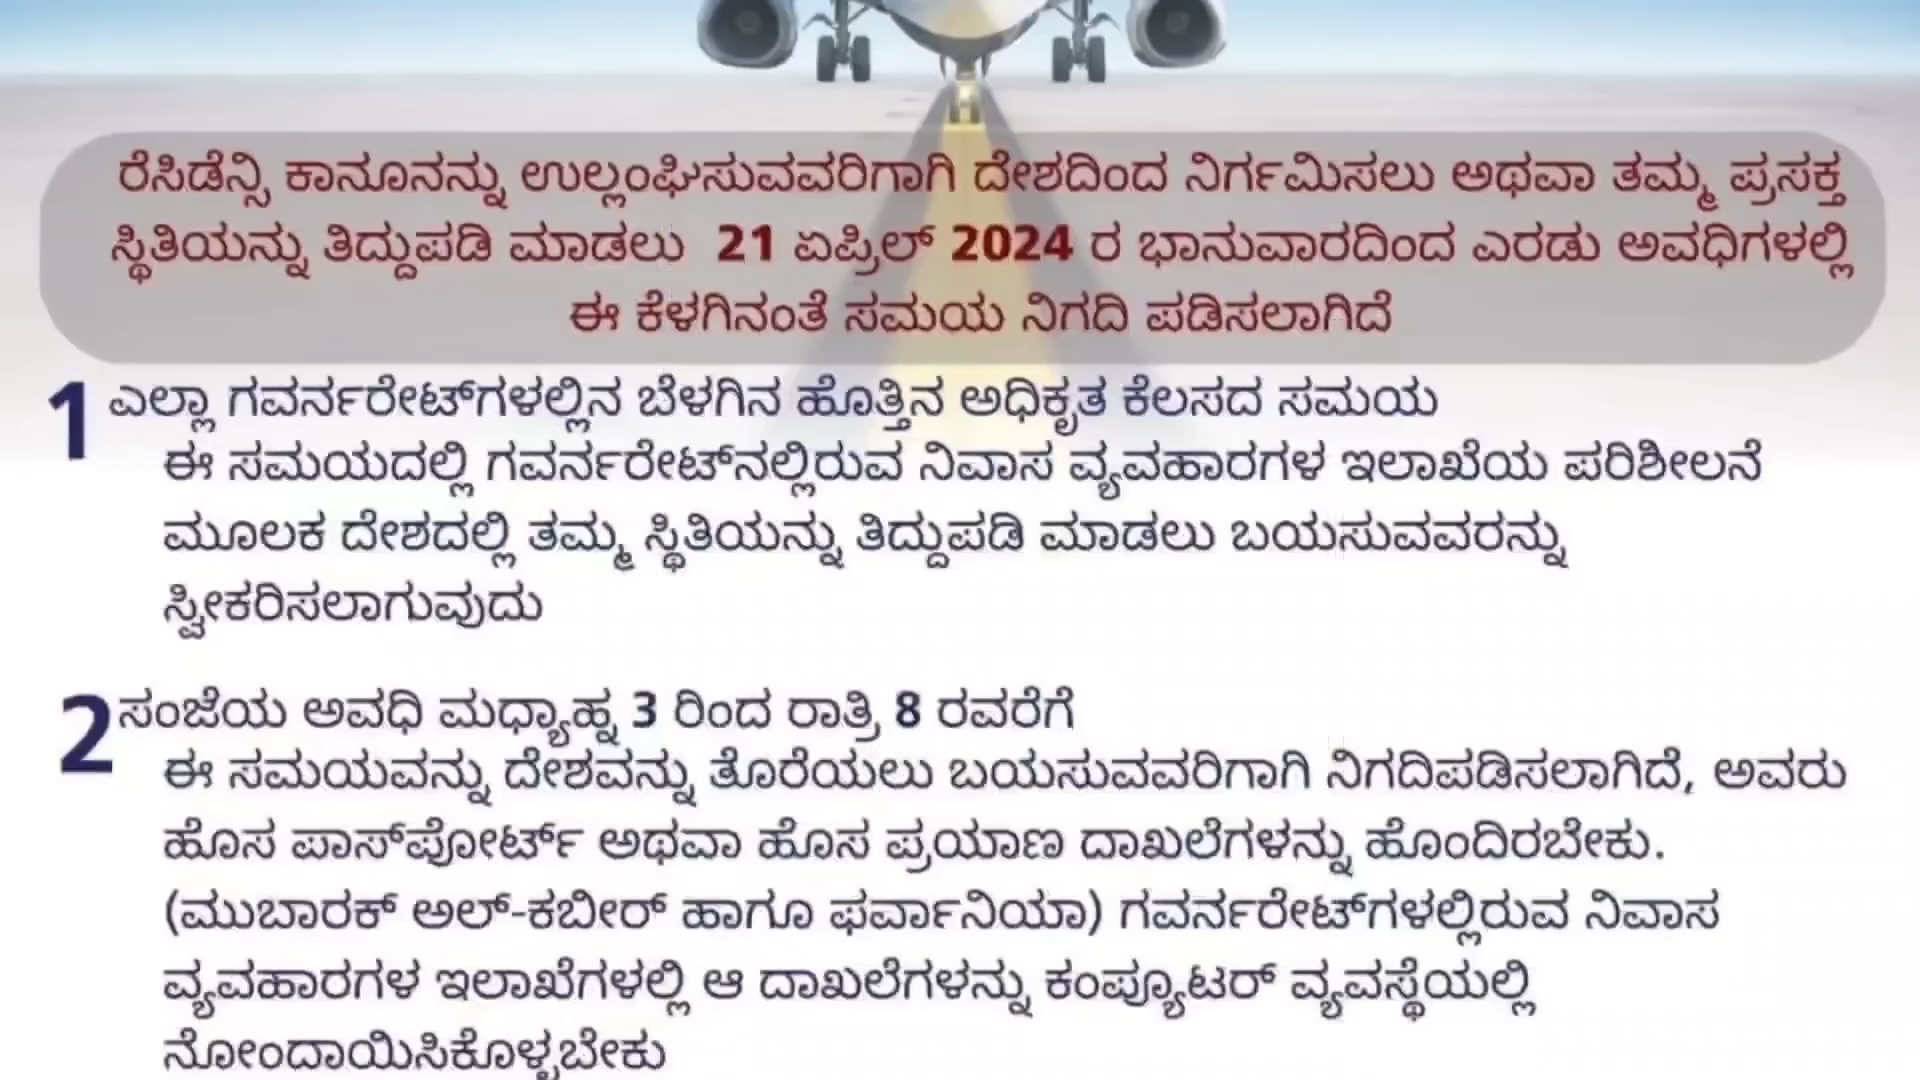 ರೆಸಿಡೆನ್ಸಿ ಕಾನೂನನ್ನು ಉಲ್ಲಂಘಿಸುವವರಿಗಾಗಿ ದೇಶದಿಂದ ನಿರ್ಗಮಿಸಲು ಅಥವಾ ತಮ್ಮ ಪ್ರಸಕ್ತ
ಸ್ಥಿತಿಯನ್ನು ತಿದ್ದುಪಡಿ ಮಾಡಲು 21 ಏಪ್ರಿಲ್ 2024 ರ ಭಾನುವಾರದಿಂದ ಎರಡು ಅವಧಿಗಳಲ್ಲಿ
ಈ ಕೆಳಗಿನಂತೆ ಸಮಯ ನಿಗದಿ ಪಡಿಸಲಾಗಿದೆ
1 ಎಲ್ಲಾ ಗವರ್ನರೇಟ್‌ಗಳಲ್ಲಿನ ಬೆಳಗಿನ ಹೊತ್ತಿನ ಅಧಿಕೃತ ಕೆಲಸದ ಸಮಯ
ಈ ಸಮಯದಲ್ಲಿ ಗವರ್ನರೇಟ್‌ನಲ್ಲಿರುವ ನಿವಾಸ ವ್ಯವಹಾರಗಳ ಇಲಾಖೆಯ ಪರಿಶೀಲನೆ
ಮೂಲಕ ದೇಶದಲ್ಲಿ ತಮ್ಮ ಸ್ಥಿತಿಯನ್ನು ತಿದ್ದುಪಡಿ ಮಾಡಲು ಬಯಸುವವರನ್ನು
ಸ್ವೀಕರಿಸಲಾಗುವುದು
2 ಸಂಜೆಯ ಅವಧಿ ಮಧ್ಯಾಹ್ನ 3 ರಿಂದ ರಾತ್ರಿ 8 ರವರೆಗೆ
ಈ ಸಮಯವನ್ನು ದೇಶವನ್ನು ತೊರೆಯಲು ಬಯಸುವವರಿಗಾಗಿ ನಿಗದಿಪಡಿಸಲಾಗಿದೆ, ಅವರು
ಹೊಸ ಪಾಸ್‌ಪೋರ್ಟ್ ಅಥವಾ ಹೊಸ ಪ್ರಯಾಣ ದಾಖಲೆಗಳನ್ನು ಹೊಂದಿರಬೇಕು.
(ಮುಬಾರಕ್ ಅಲ್-ಕಬೀರ್ ಹಾಗೂ ಫರ್ವಾನಿಯಾ) ಗವರ್ನರೇಟ್‌ಗಳಲ್ಲಿರುವ ನಿವಾಸ
ವ್ಯವಹಾರಗಳ ಇಲಾಖೆಗಳಲ್ಲಿ ಆ ದಾಖಲೆಗಳನ್ನು ಕಂಪ್ಯೂಟರ್ ವ್ಯವಸ್ಥೆಯಲ್ಲಿ
ನೋಂದಾಯಿಸಿಕೊಳ್ಳಬೇಕು